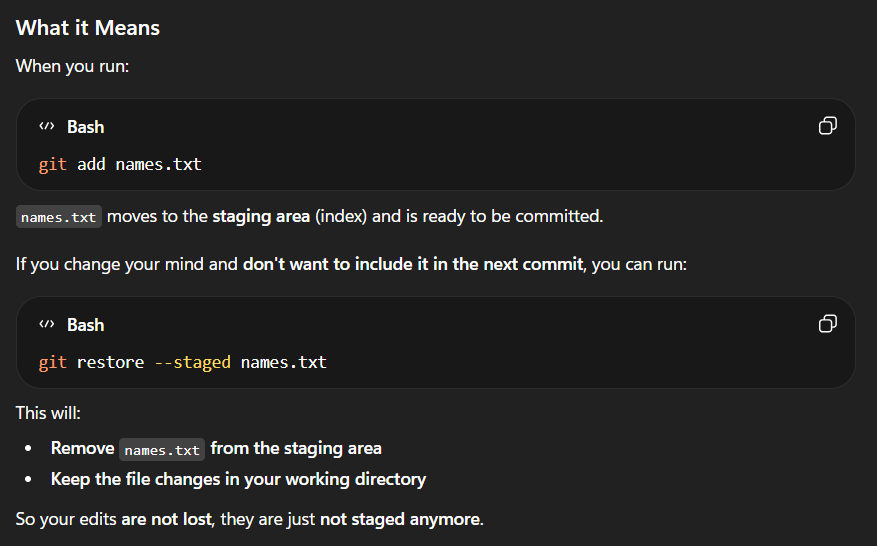 What it Means
When you run:
Bash
git add names.txt
names.txt moves to the staging area (index) and is ready to be committed.
If you change your mind and don't want to include it in the next commit, you can run:
Bash
git restore --staged names.txt
This will:
• Remove names.txt from the staging area
• Keep the file changes in your working directory
So your edits are not lost, they are just not staged anymore.